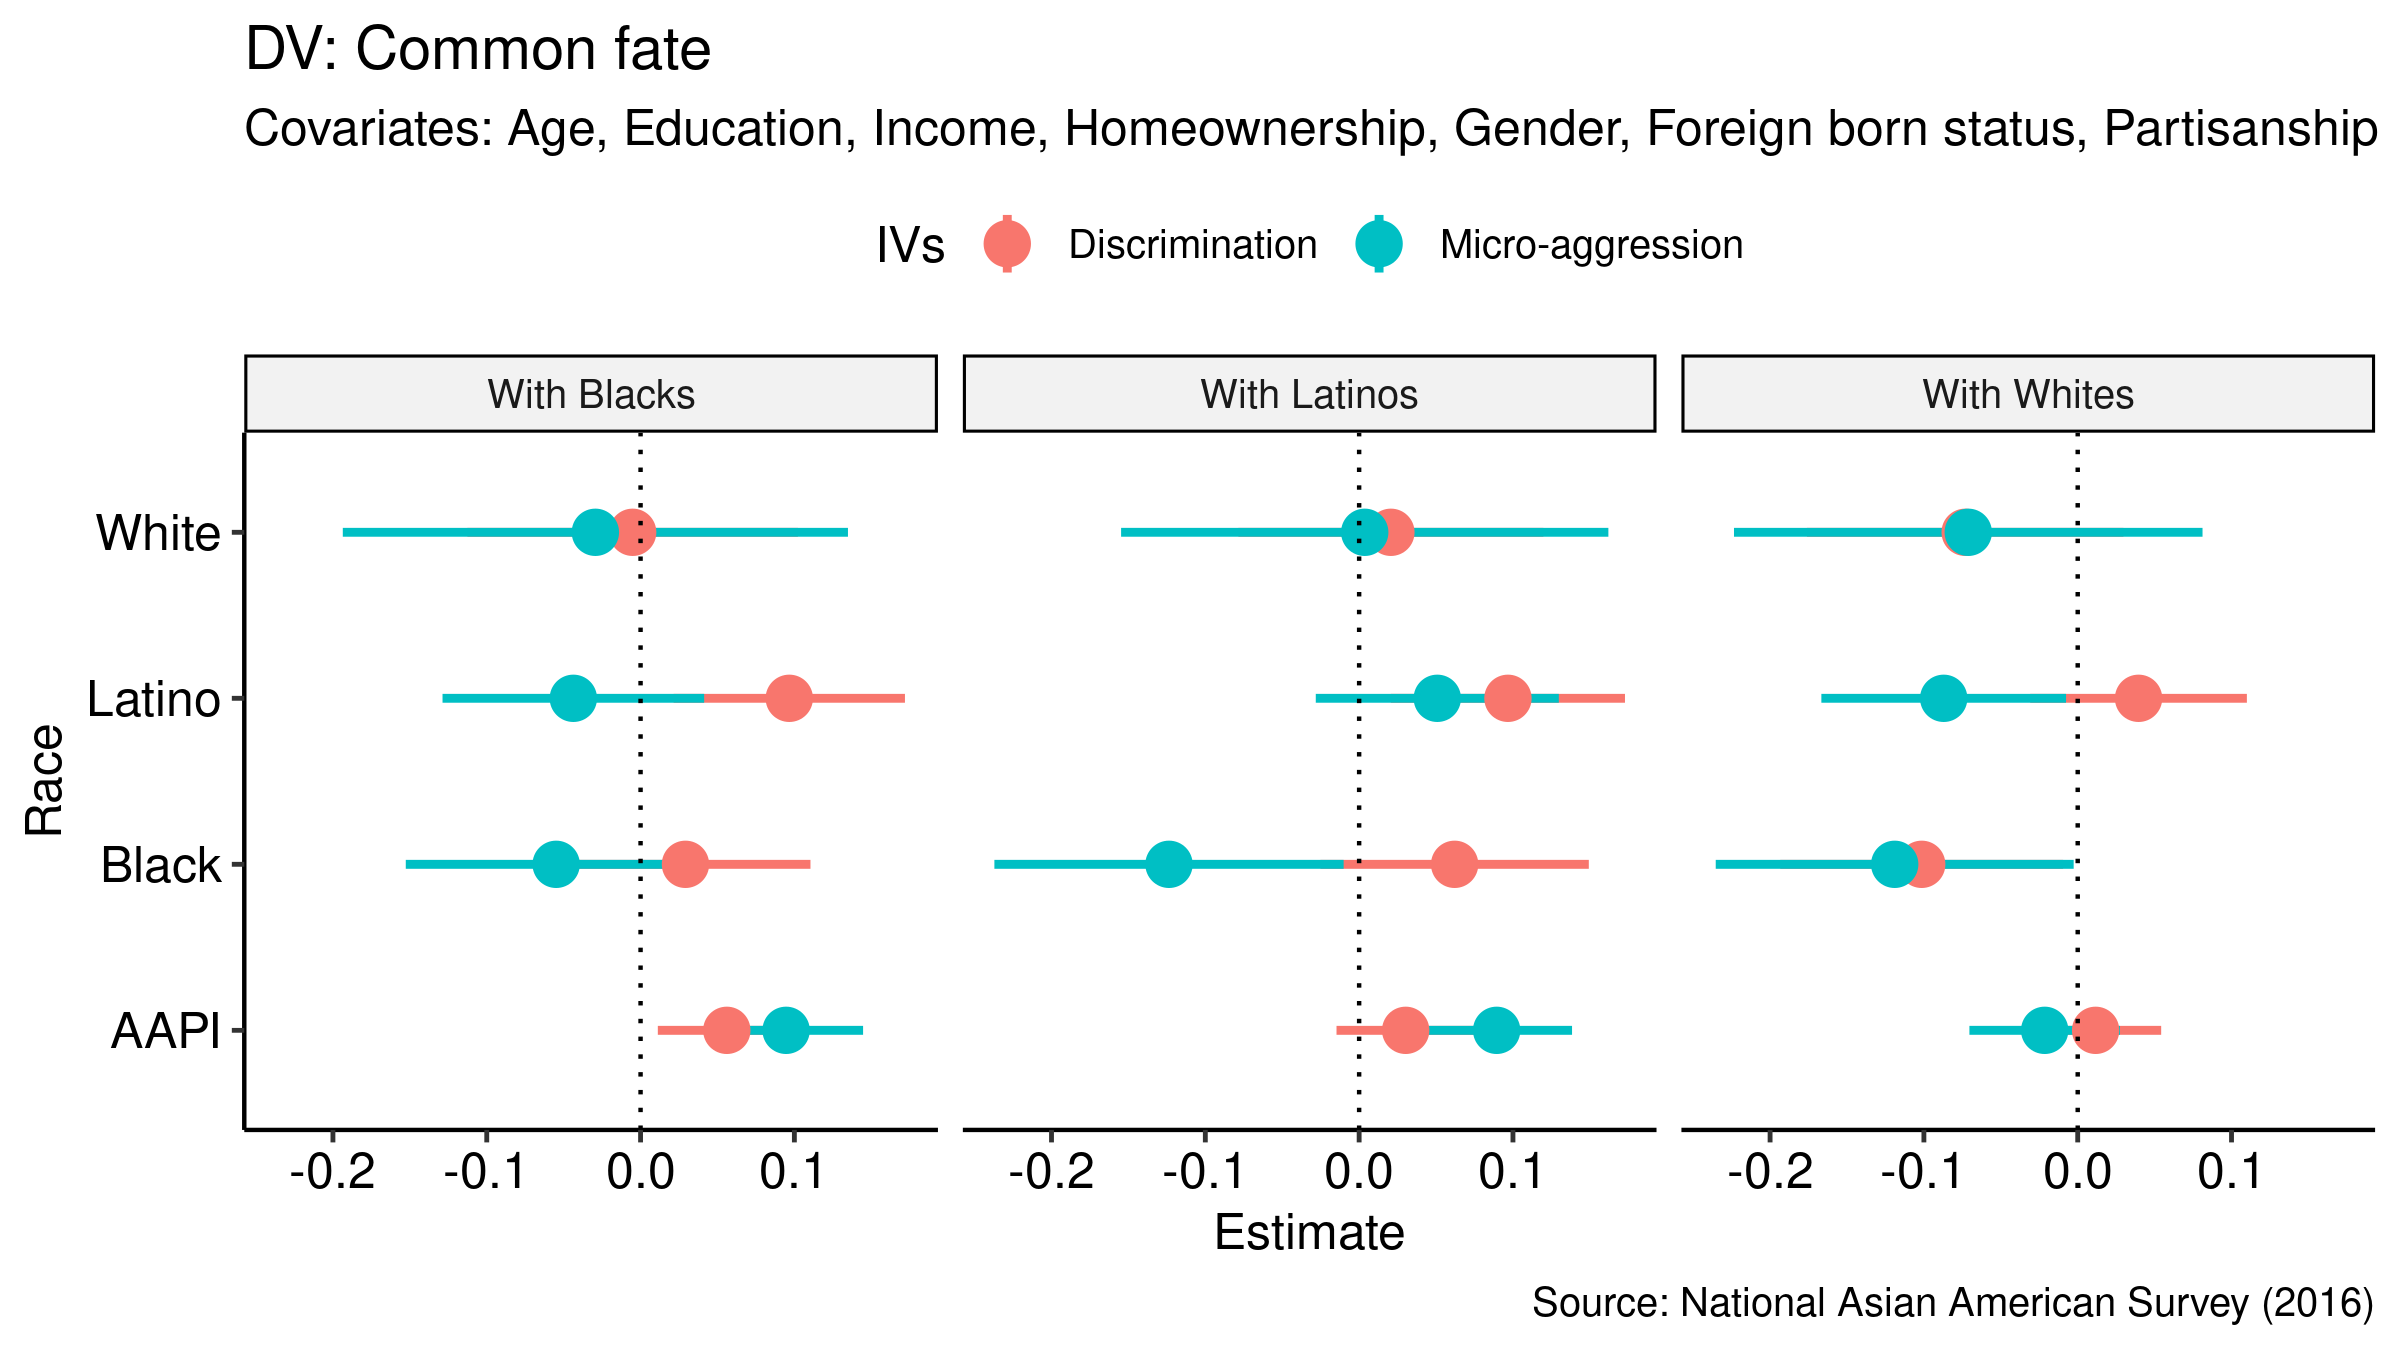 DV: Common fate
Covariates: Age, Education, Income, Homeownership, Gender, Foreign born status, Partisanship
IVs Discrimination Micro-aggression
With Blacks With Latinos With Whites
White
Latino
Black
AAPI
Race
-0.2 -0.1 0.0 0.1 -0.2 -0.1 0.0 0.1 -0.2 -0.1 0.0 0.1
Estimate
Source: National Asian American Survey (2016)